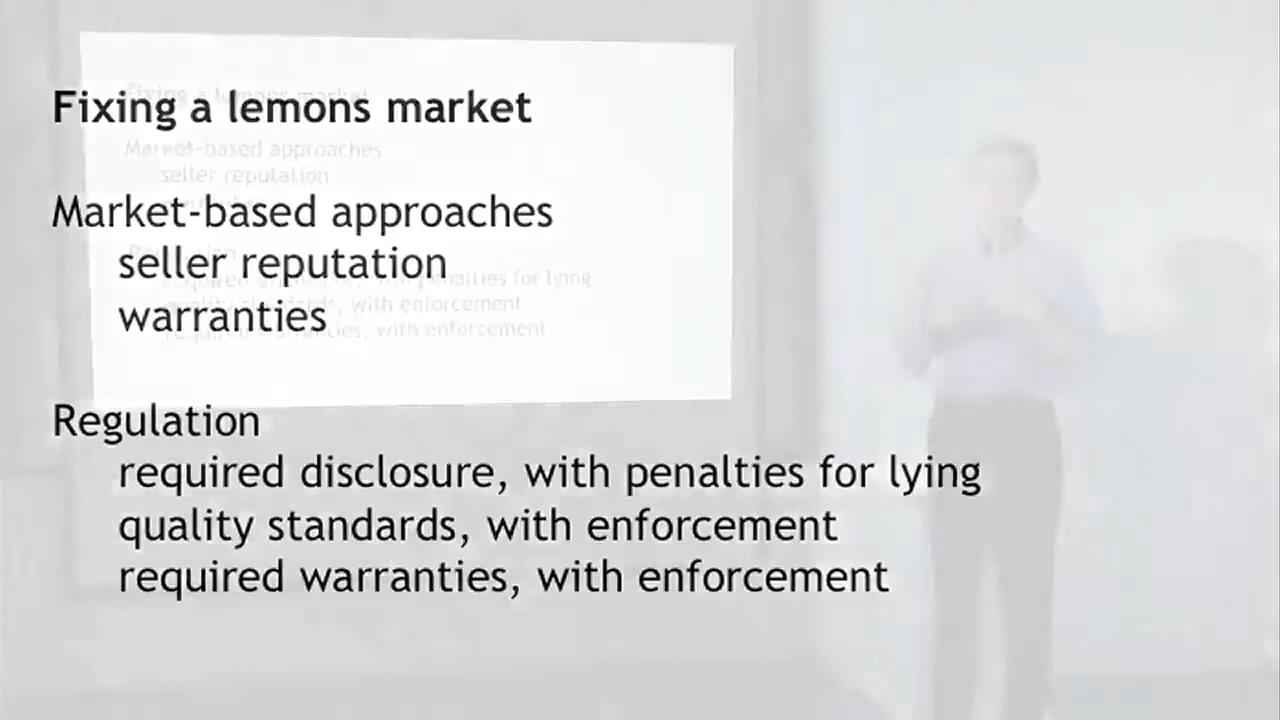 Fixing a lemons market
Market-based approaches
seller reputation
warranties
Regulation
required disclosure, with penalties for lying
quality standards, with enforcement
required warranties, with enforcement